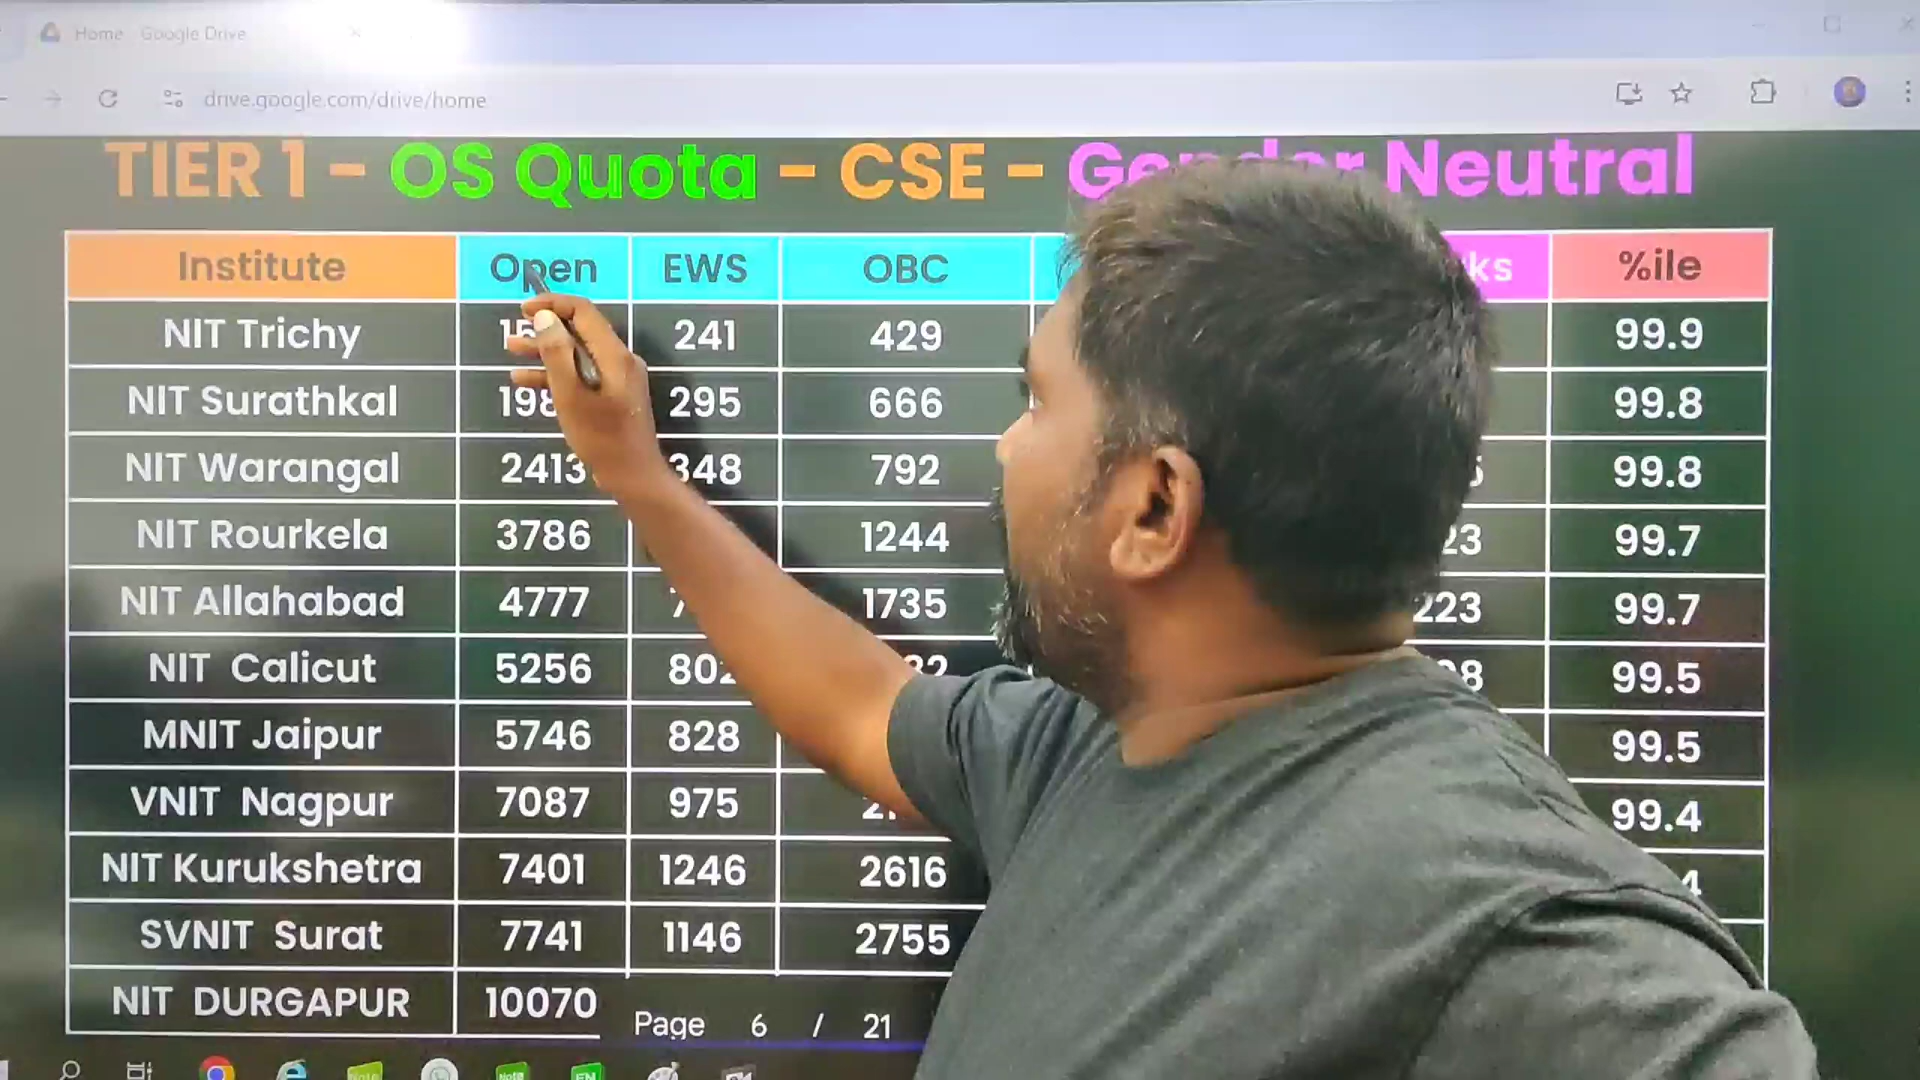 Home Google Drive
drive.google.com/drive/home
TIER 1 - OS Quota - CSE - Gender Neutral
Institute Open EWS OBC %ile
NIT Trichy 241 429 99.9
NIT Surathkal 295 666 99.8
NIT Warangal 2413 348 792 99.8
NIT Rourkela 3786 1244 99.7
NIT Allahabad 4777 1735 99.7
NIT Calicut 5256 99.5
MNIT Jaipur 5746 828 99.5
VNIT Nagpur 7087 975 99.4
NIT Kurukshetra 7401 1246 2616
SVNIT Surat 7741 1146 2755
NIT DURGAPUR 10070
Page 6 / 21